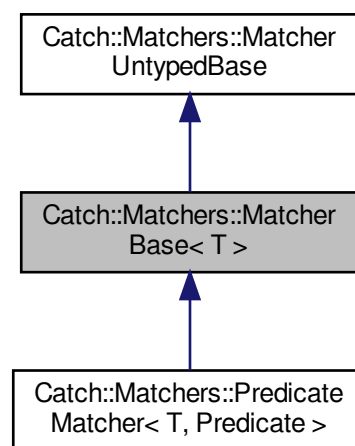 Catch::Matchers::Matcher
UntypedBase
Catch::Matchers::Matcher
Base< T >
Catch::Matchers::Predicate
Matcher< T, Predicate >